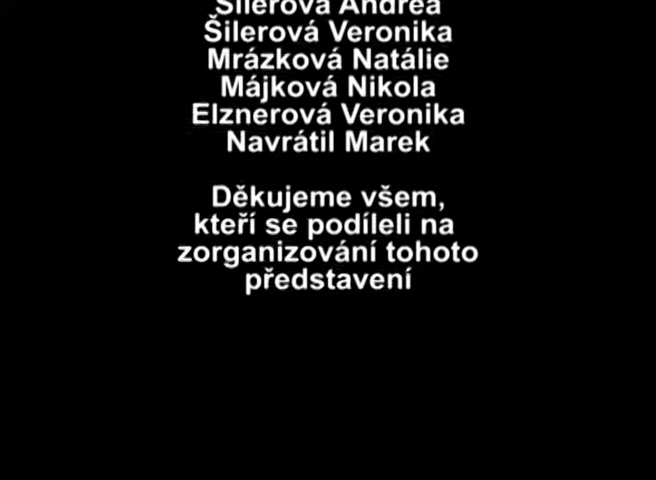 Šilerová Andrea
Šilerová Veronika
Mrázková Natálie
Májková Nikola
Elznerová Veronika
Navrátil Marek
Děkujeme všem,
kteří se podíleli na
zorganizování tohoto
představení